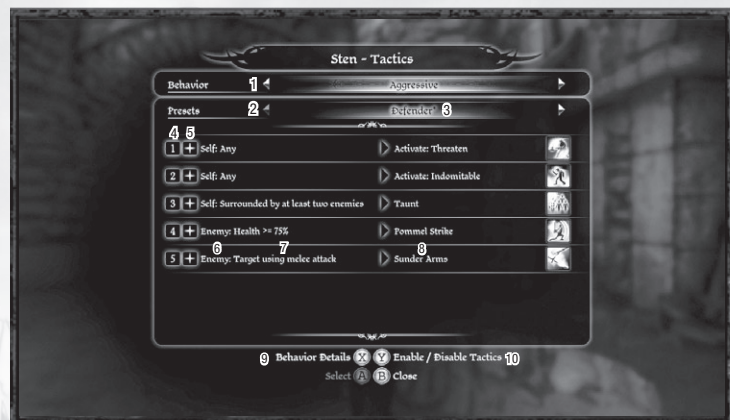 Sten - Tactics
Behavior 1 Aggressive
Presets 2 Defender* 3
4 5
1 Self: Any Activate: Threaten
2 Self: Any Activate: Indomitable
3 Self: Surrounded by at least two enemies Taunt
4 Enemy: Health >= 75% Pommel Strike
6 7 8
5 Enemy: Target using melee attack Sunder Arms
9 Behavior Details X Y Enable / Disable Tactics 10
Select A B Close